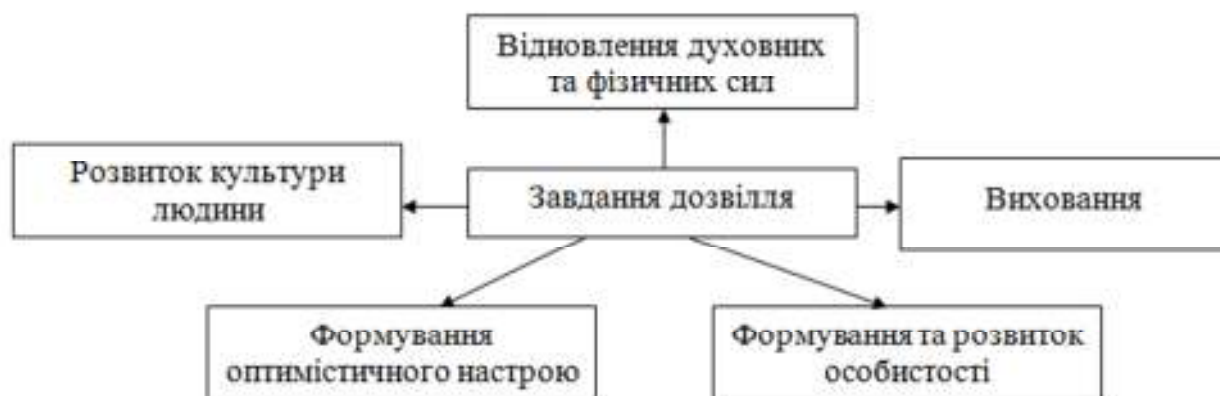 Відновлення духовних
та фізичних сил
Розвиток культури
людини
Завдання дозвілля
Виховання
Формування
оптимістичного настрою
Формування та розвиток
особистості